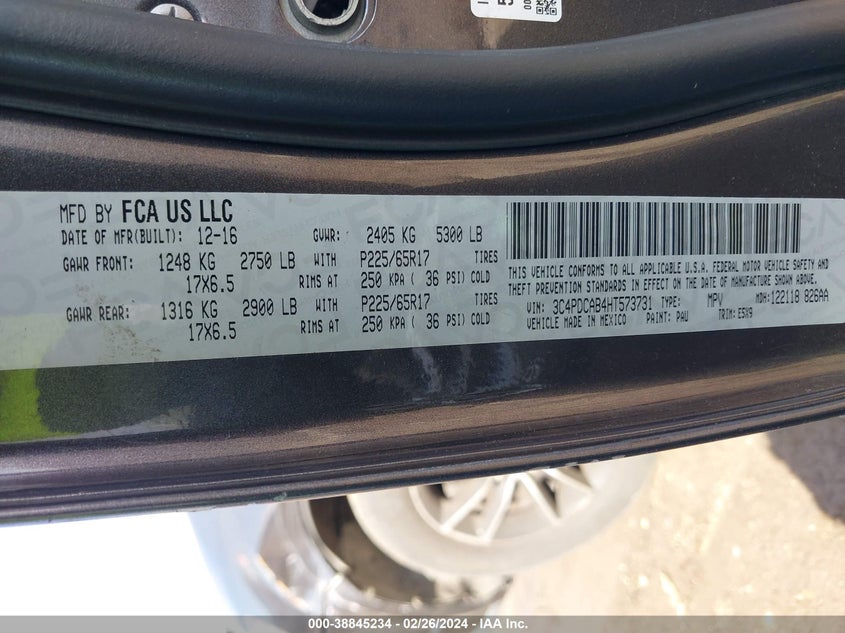 MFD BY FCA US LLC
DATE OF MFR(BUILT): 12-16 GVWR: 2405 KG 5300 LB
GAWR FRONT: 1248 KG 2750 LB WITH P225/65R17 TIRES
17X6.5 RIMS AT 250 KPA ( 36 PSI) COLD
GAWR REAR: 1316 KG 2900 LB WITH P225/65R17 TIRES
17X6.5 RIMS AT 250 KPA ( 36 PSI) COLD
THIS VEHICLE CONFORMS TO ALL APPLICABLE U.S.A. FEDERAL MOTOR VEHICLE SAFETY AND
THEFT PREVENTION STANDARDS IN EFFECT ON THE DATE OF MANUFACTURE SHOWN ABOVE.
VIN: 3C4PDCAB4HT573731 TYPE: MPV MDH: 122118 826AA
VEHICLE MADE IN MEXICO PAINT: PAU TRIM: E5X9
000-38845234 - 02/26/2024 - IAA Inc.